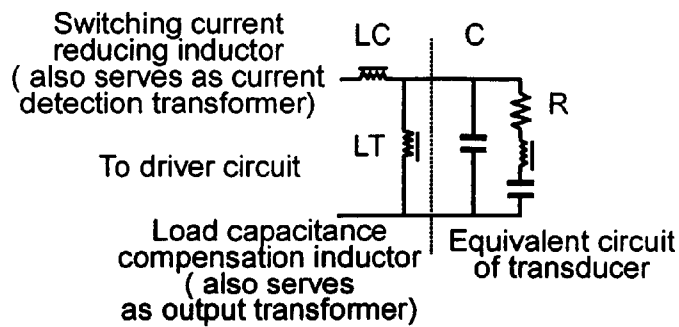 Switching current
reducing inductor
( also serves as current
detection transformer)
LC
C
R
LT
To driver circuit
Load capacitance
compensation inductor
( also serves
as output transformer)
Equivalent circuit
of transducer